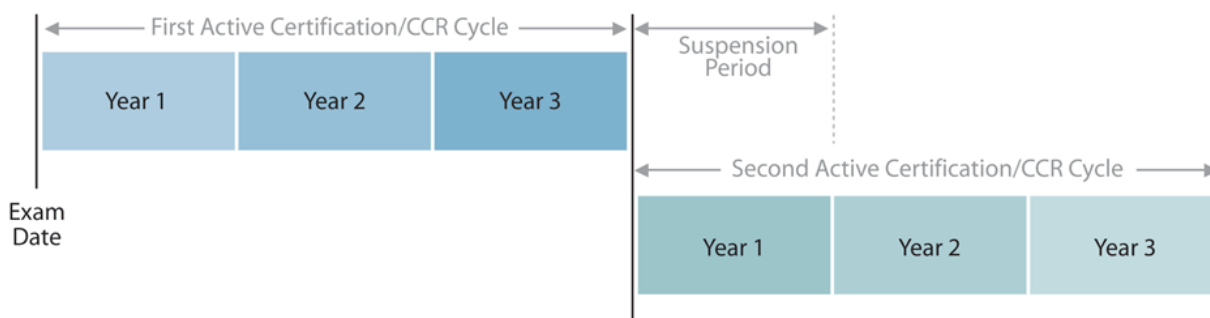 First Active Certification/CCR Cycle
Suspension
Period
Year 1
Year 2
Year 3
Second Active Certification/CCR Cycle
Exam
Date
Year 1
Year 2
Year 3